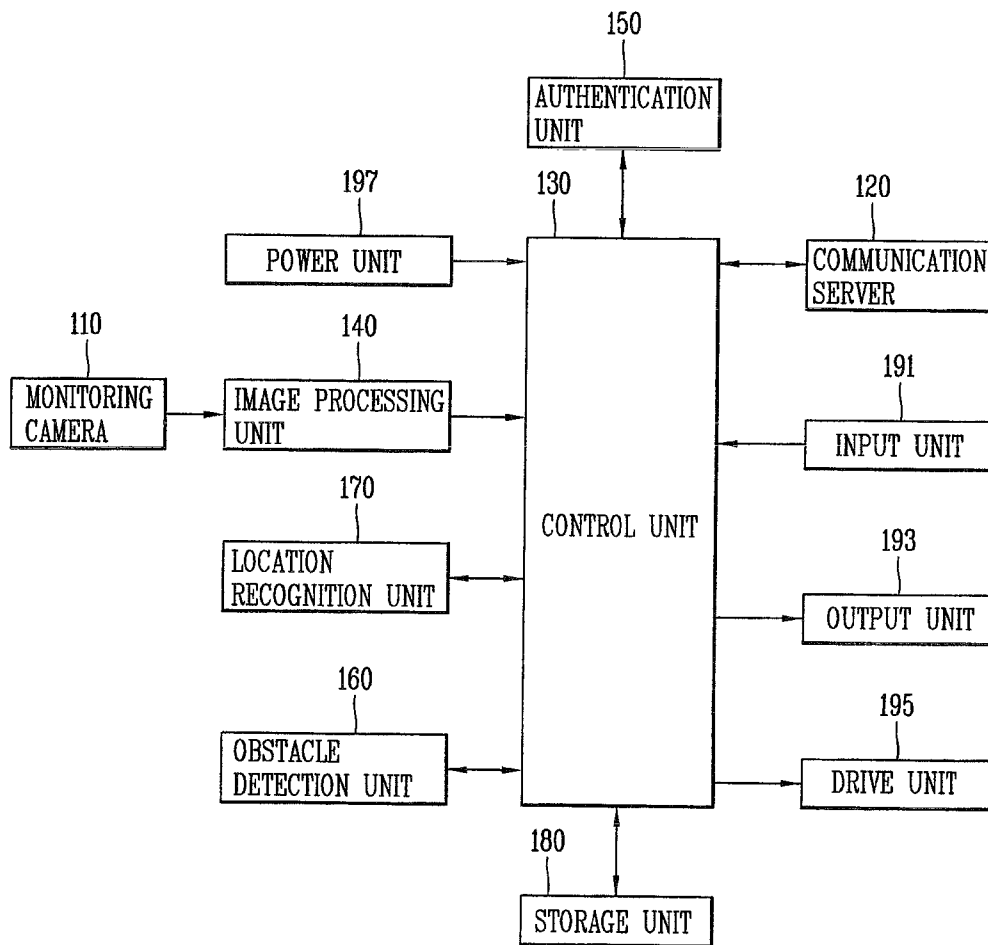 150
AUTHENTICATION
UNIT
197
130
120
POWER UNIT
COMMUNICATION
SERVER
110
140
191
MONITORING
CAMERA
IMAGE PROCESSING
UNIT
INPUT UNIT
170
CONTROL UNIT
193
LOCATION
RECOGNITION UNIT
OUTPUT UNIT
160
195
OBSTACLE
DETECTION UNIT
DRIVE UNIT
180
STORAGE UNIT